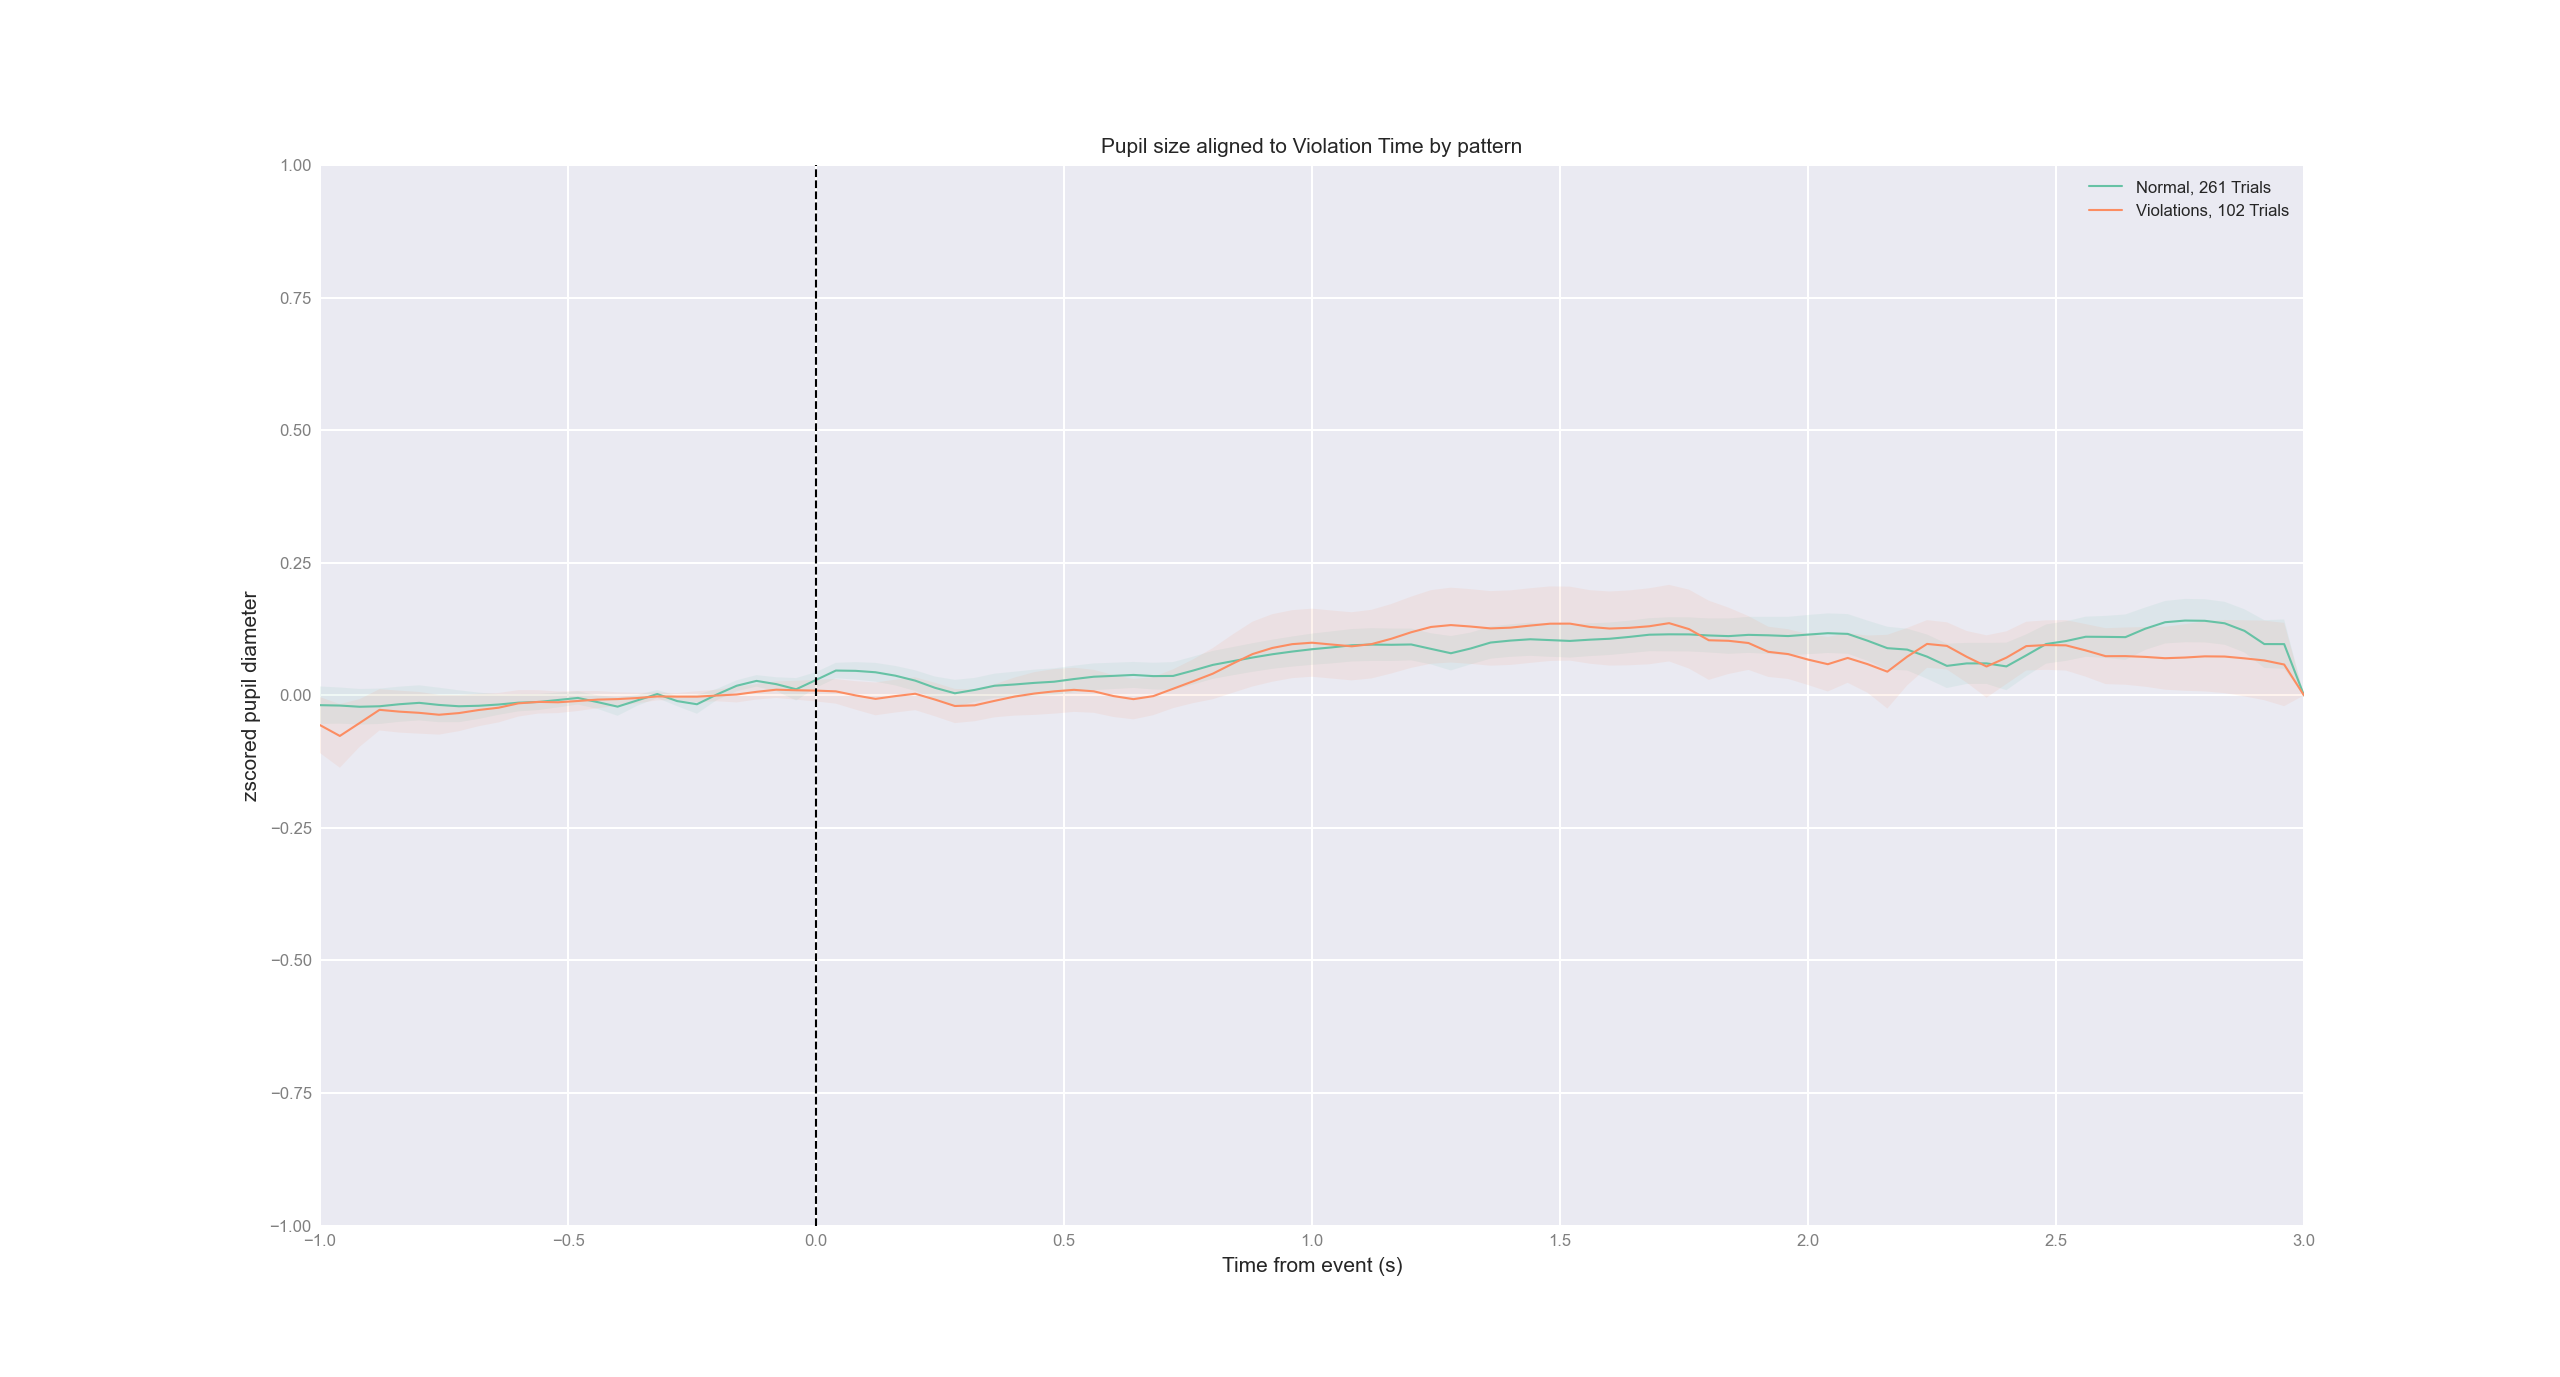 Pupil size aligned to Violation Time by pattern
Normal, 261 Trials
Violations, 102 Trials
zscored pupil diameter
1.00
0.75
0.50
0.25
0.00
−0.25
−0.50
−0.75
−1.00
−1.0 −0.5 0.0 0.5 1.0 1.5 2.0 2.5 3.0
Time from event (s)